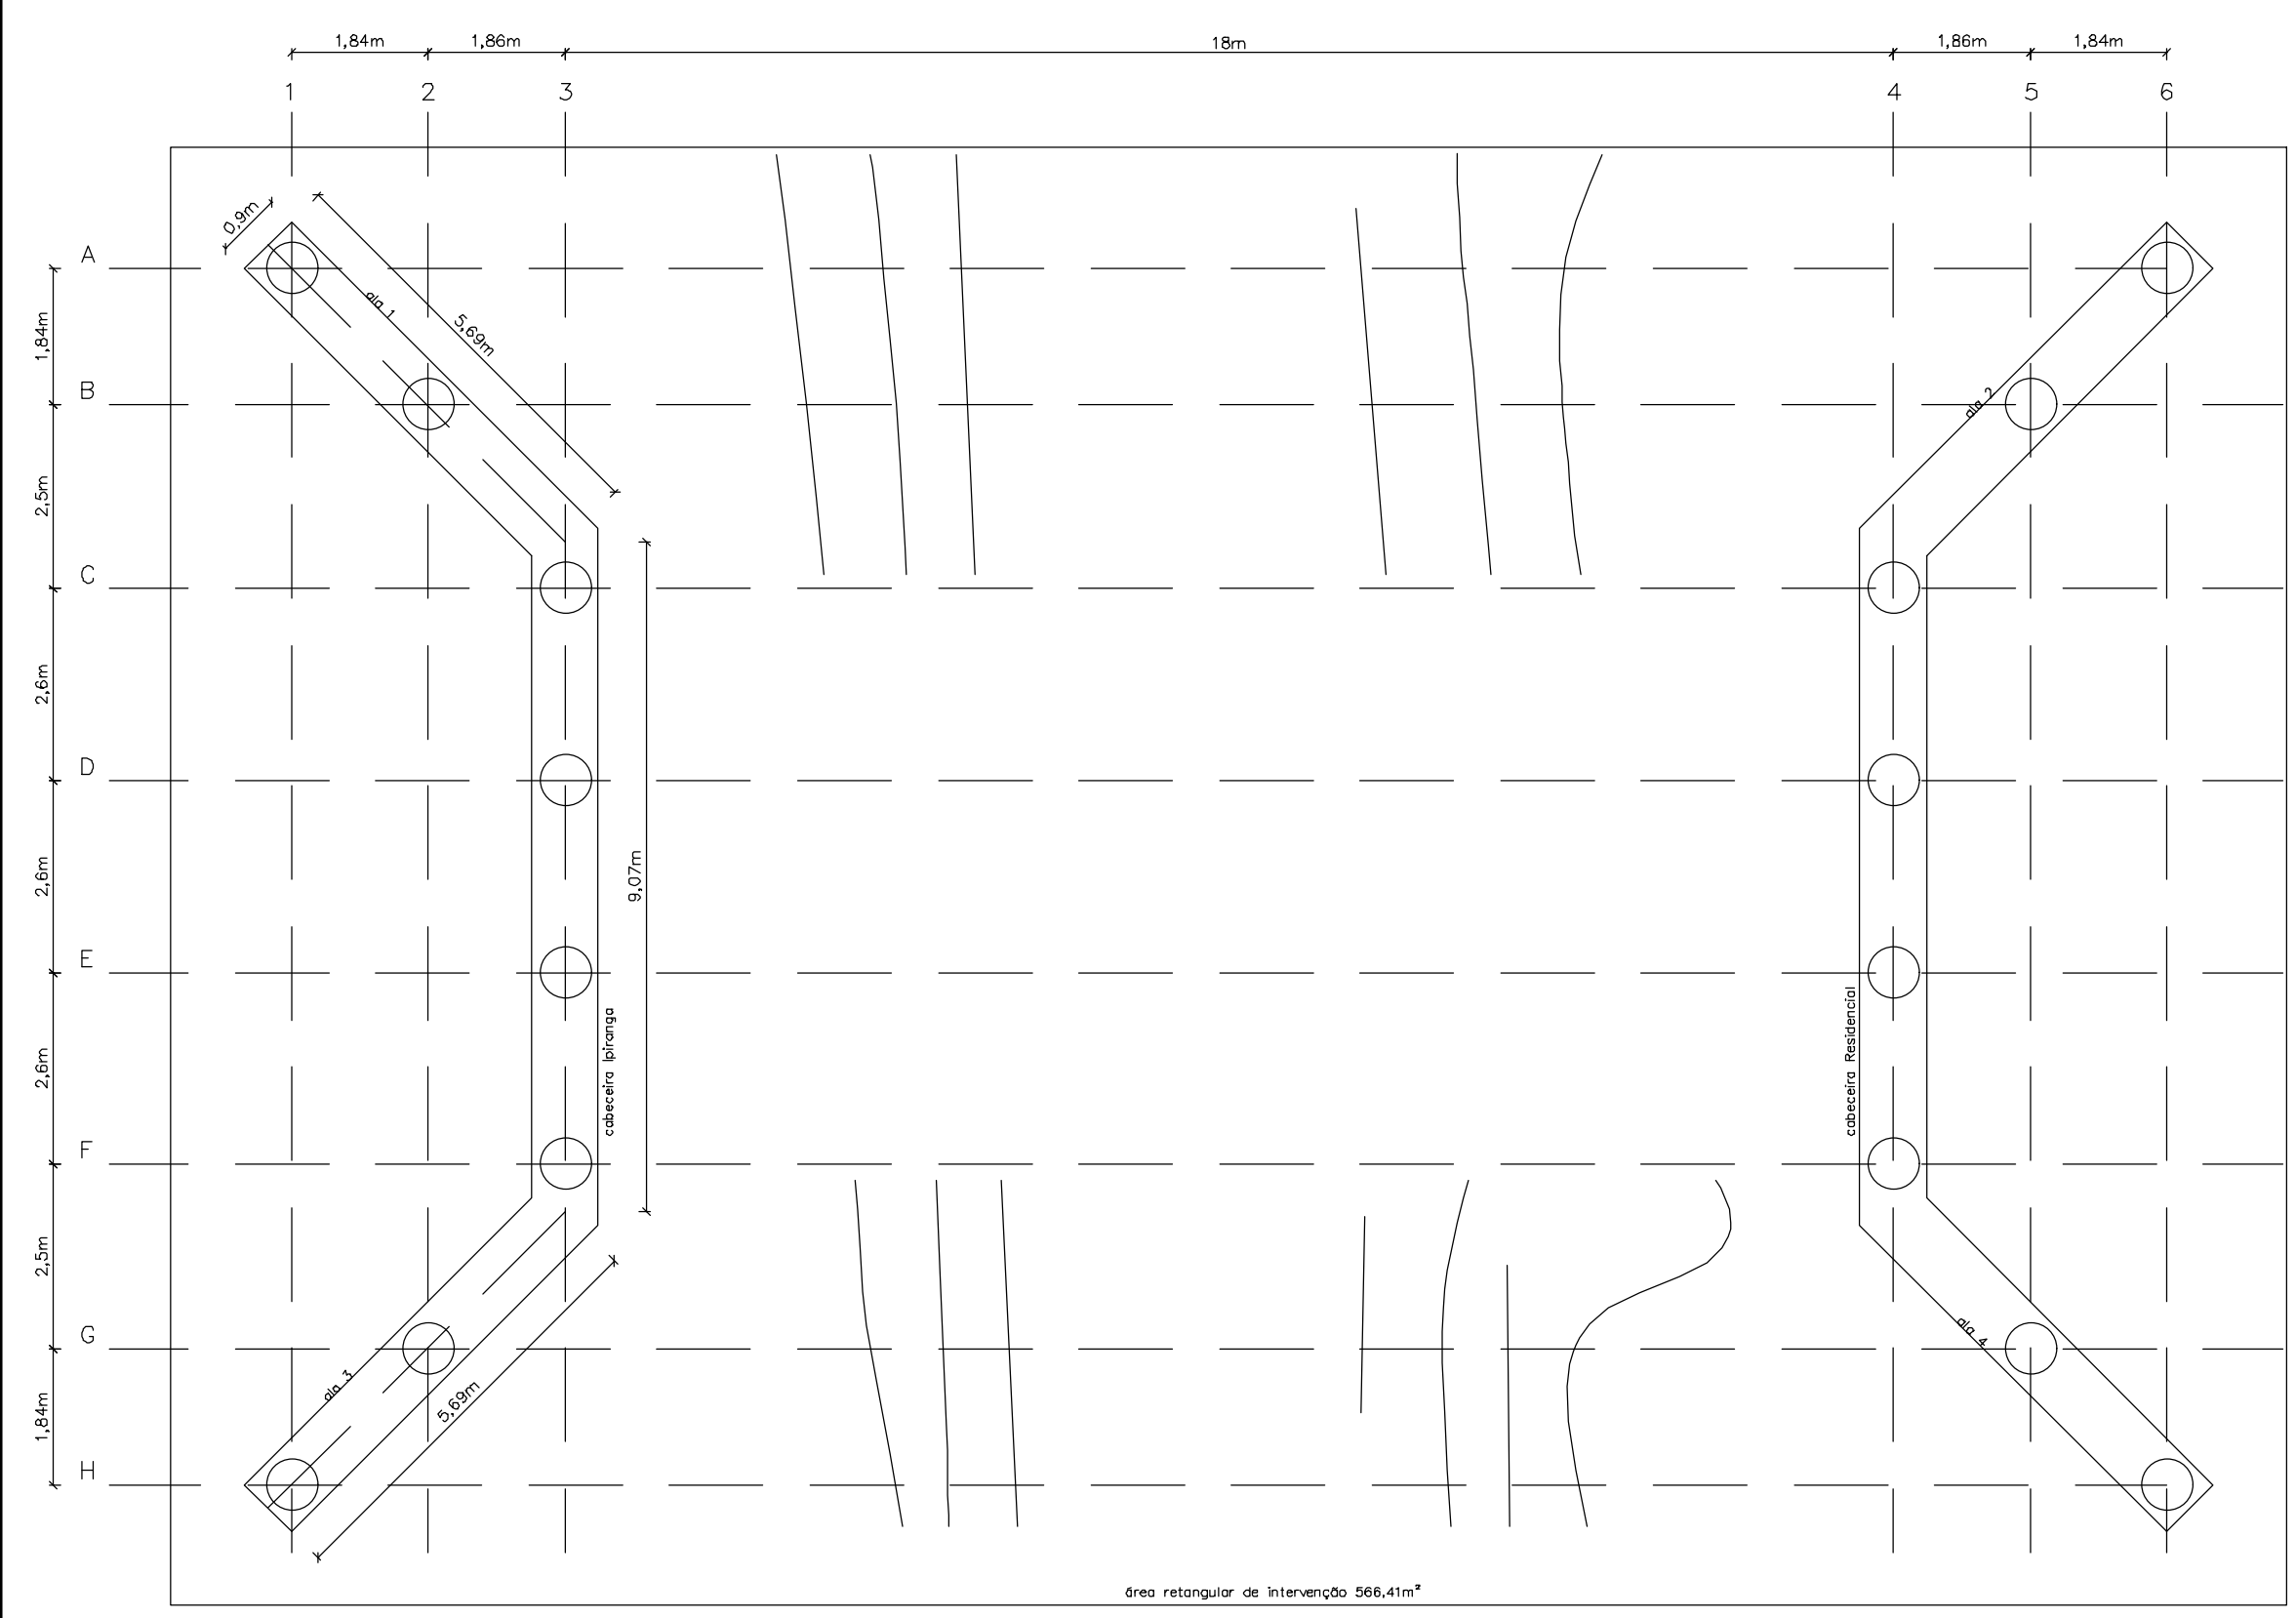 1,84m 1,86m 18m 1,86m 1,84m
1 2 3 4 5 6
0,9m
A
ala 1
5,69m
1,84m
B
ala 2
2,5m
C
2,6m
D
2,6m
9,07m
E
cabeceira Ipiranga
cabeceira Residencial
2,6m
F
2,5m
G
ala 3
5,69m
ala 4
1,84m
H
área retangular de intervenção 566,41m²